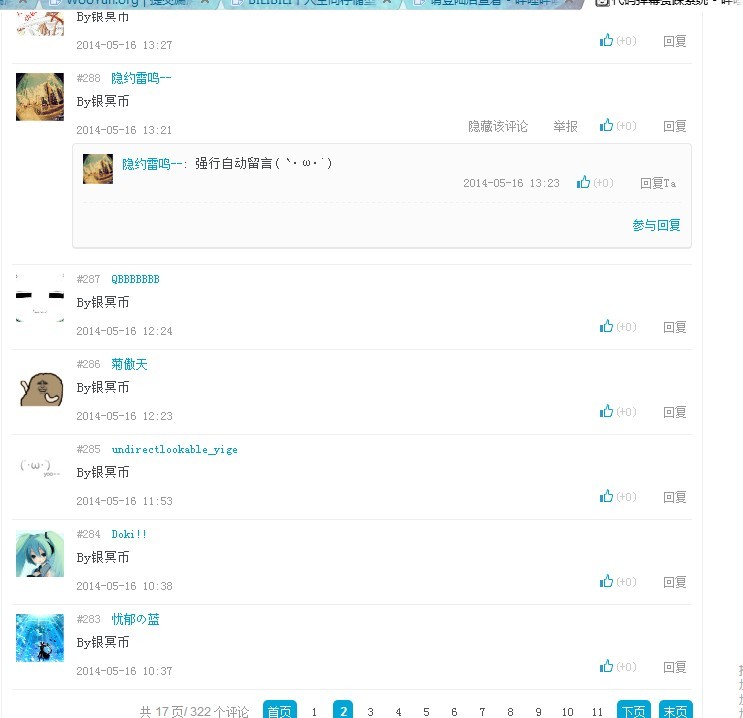 By银冥币
2014-05-16 13:27 (+0) 回复
#288 隐约雷鸣--
By银冥币
2014-05-16 13:21 隐藏该评论 举报 (+0) 回复
隐约雷鸣--: 强行自动留言( `･ω･´)
2014-05-16 13:23 (+0) 回复Ta
参与回复
#287 QBBBBBBB
By银冥币
2014-05-16 12:24 (+0) 回复
#286 菊傲天
By银冥币
2014-05-16 12:23 (+0) 回复
#285 undirectlookable_yige
By银冥币
2014-05-16 11:53 (+0) 回复
#284 Doki!!
By银冥币
2014-05-16 10:38 (+0) 回复
#283 忧郁の蓝
By银冥币
2014-05-16 10:37 (+0) 回复
共 17 页/ 322 个评论 首页 1 2 3 4 5 6 7 8 9 10 11 下页 末页